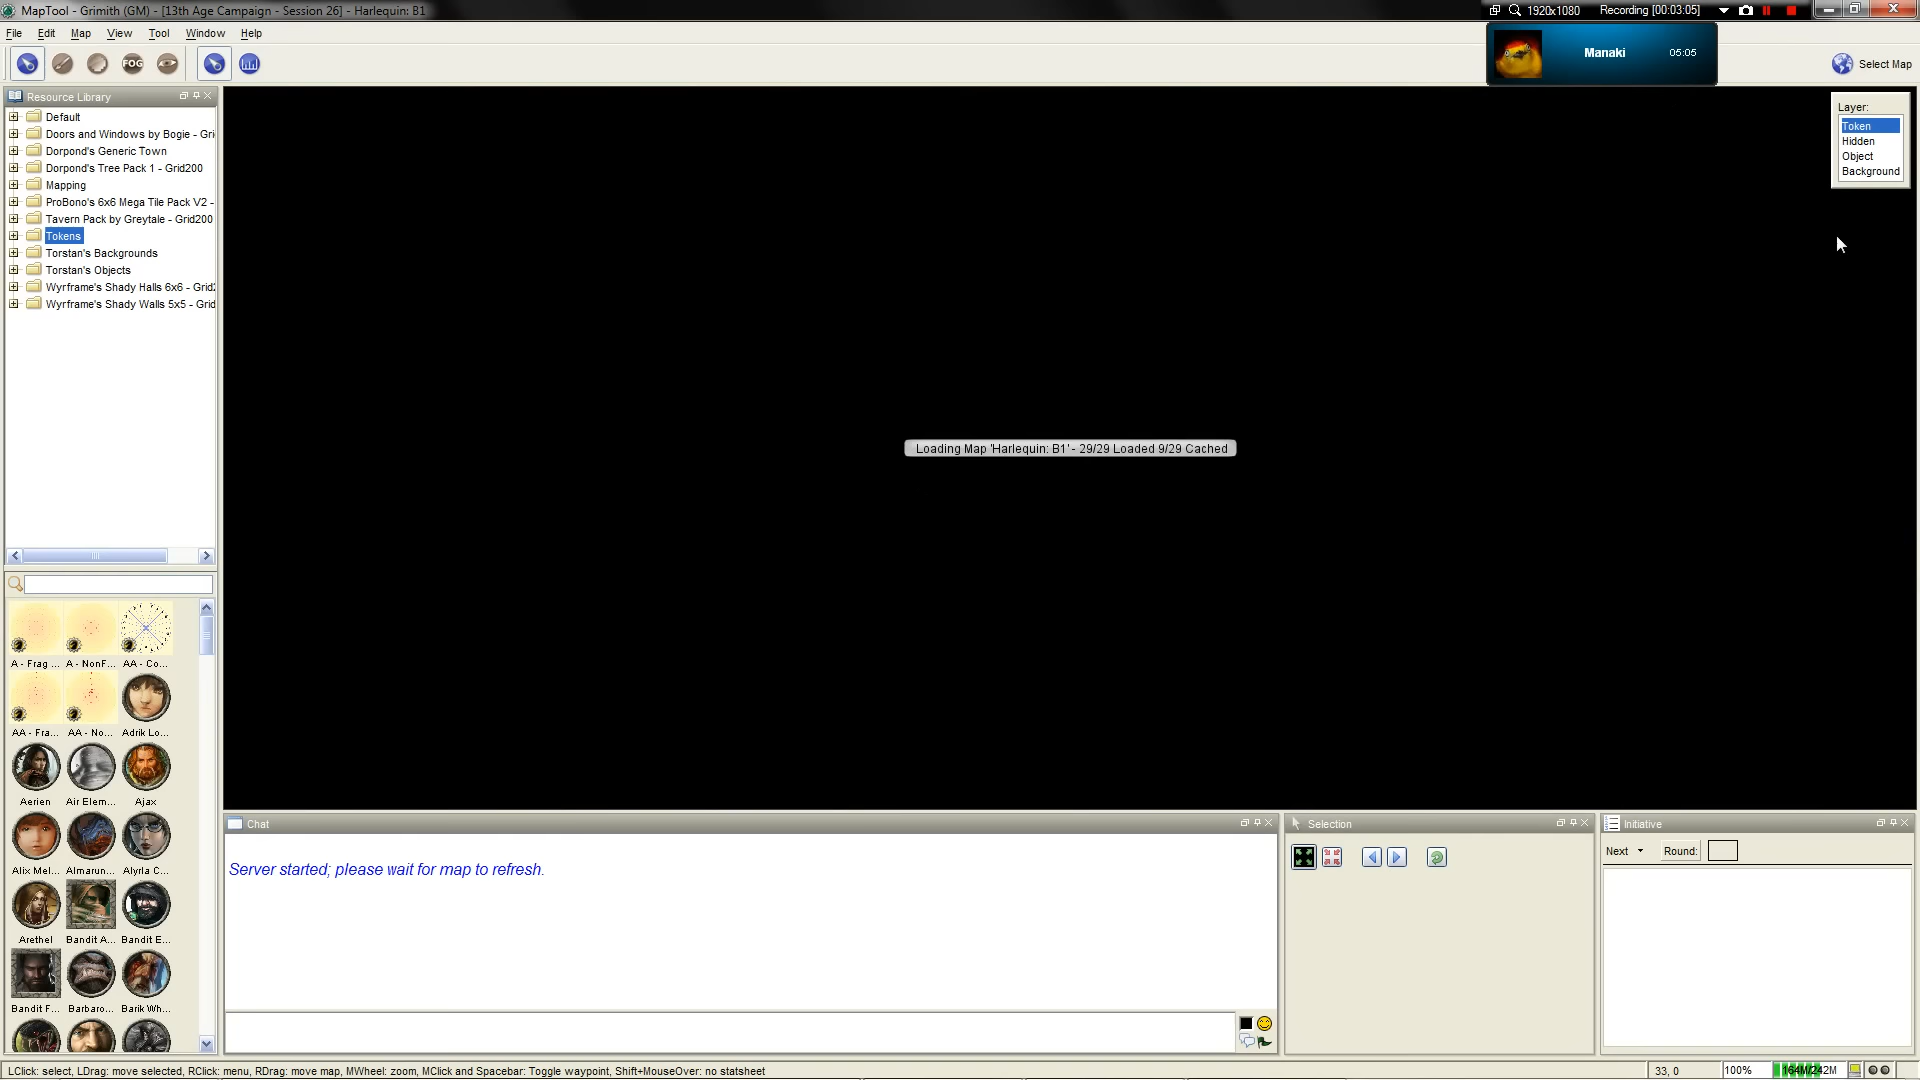 MapTool - Grimith (GM) - [13th Age Campaign - Session 26] - Harlequin: B1
1920x1080 Recording [00:03:05]
File Edit Map View Tool Window Help
Manaki 05:05
FOG
Select Map
Resource Library
Default
Doors and Windows by Bogie - Gri
Dorpond's Generic Town
Dorpond's Tree Pack 1 - Grid200
Mapping
ProBono's 6x6 Mega Tile Pack V2 -
Tavern Pack by Greytale - Grid200
Tokens
Torstan's Backgrounds
Torstan's Objects
Wyrframe's Shady Halls 6x6 - Grid2
Wyrframe's Shady Walls 5x5 - Grid
Layer:
Token
Hidden
Object
Background
Loading Map 'Harlequin: B1' - 29/29 Loaded 9/29 Cached
A - Frag ... A - NonF... AA - Co...
AA - Fra... AA - No... Adrik Lo...
Aerien Air Elem... Ajax
Alix Mel... Almarun... Alyrla C...
Arethel Bandit A... Bandit E...
Bandit F... Barbaro... Barik Wh...
Chat
Server started; please wait for map to refresh.
Selection
Initiative
Next Round:
LClick: select, LDrag: move selected, RClick: menu, RDrag: move map, MWheel: zoom, MClick and Spacebar: Toggle waypoint, Shift+MouseOver: no statsheet
33, 0 100% 164M/242M